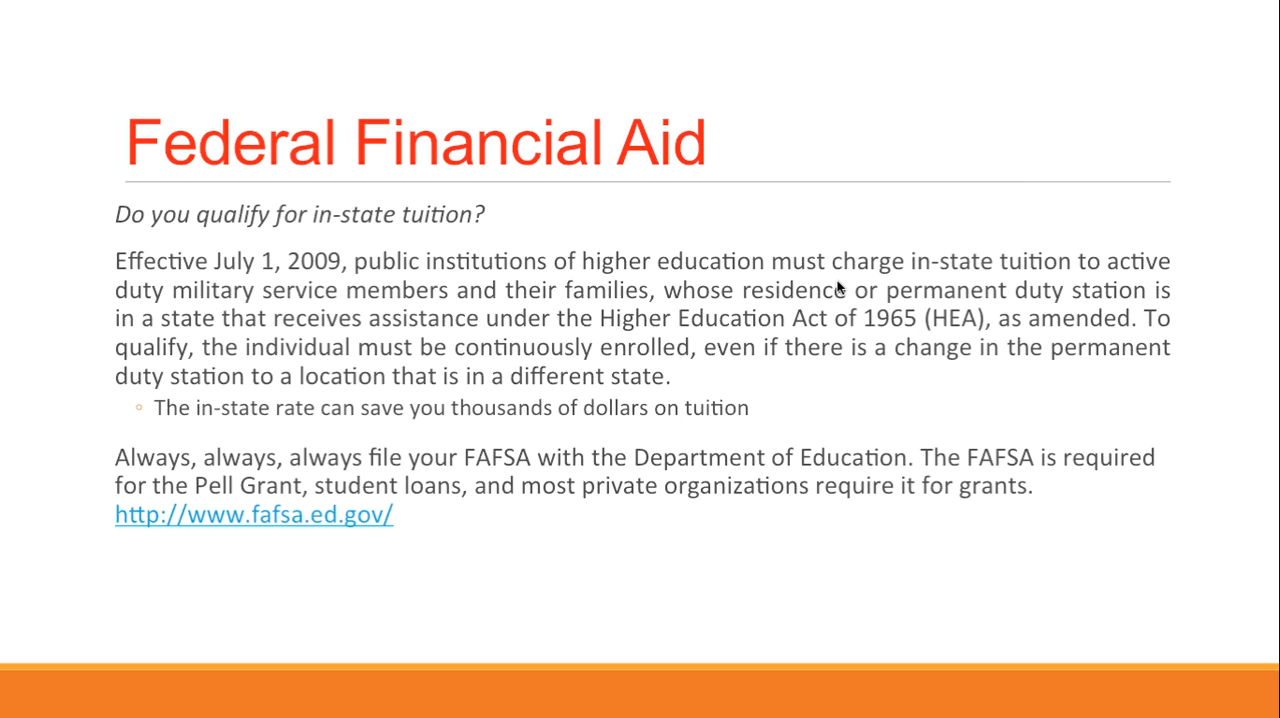 Federal Financial Aid
Do you qualify for in-state tuition?
Effective July 1, 2009, public institutions of higher education must charge in-state tuition to active
duty military service members and their families, whose residence or permanent duty station is
in a state that receives assistance under the Higher Education Act of 1965 (HEA), as amended. To
qualify, the individual must be continuously enrolled, even if there is a change in the permanent
duty station to a location that is in a different state.
◦ The in-state rate can save you thousands of dollars on tuition
Always, always, always file your FAFSA with the Department of Education. The FAFSA is required
for the Pell Grant, student loans, and most private organizations require it for grants.
http://www.fafsa.ed.gov/